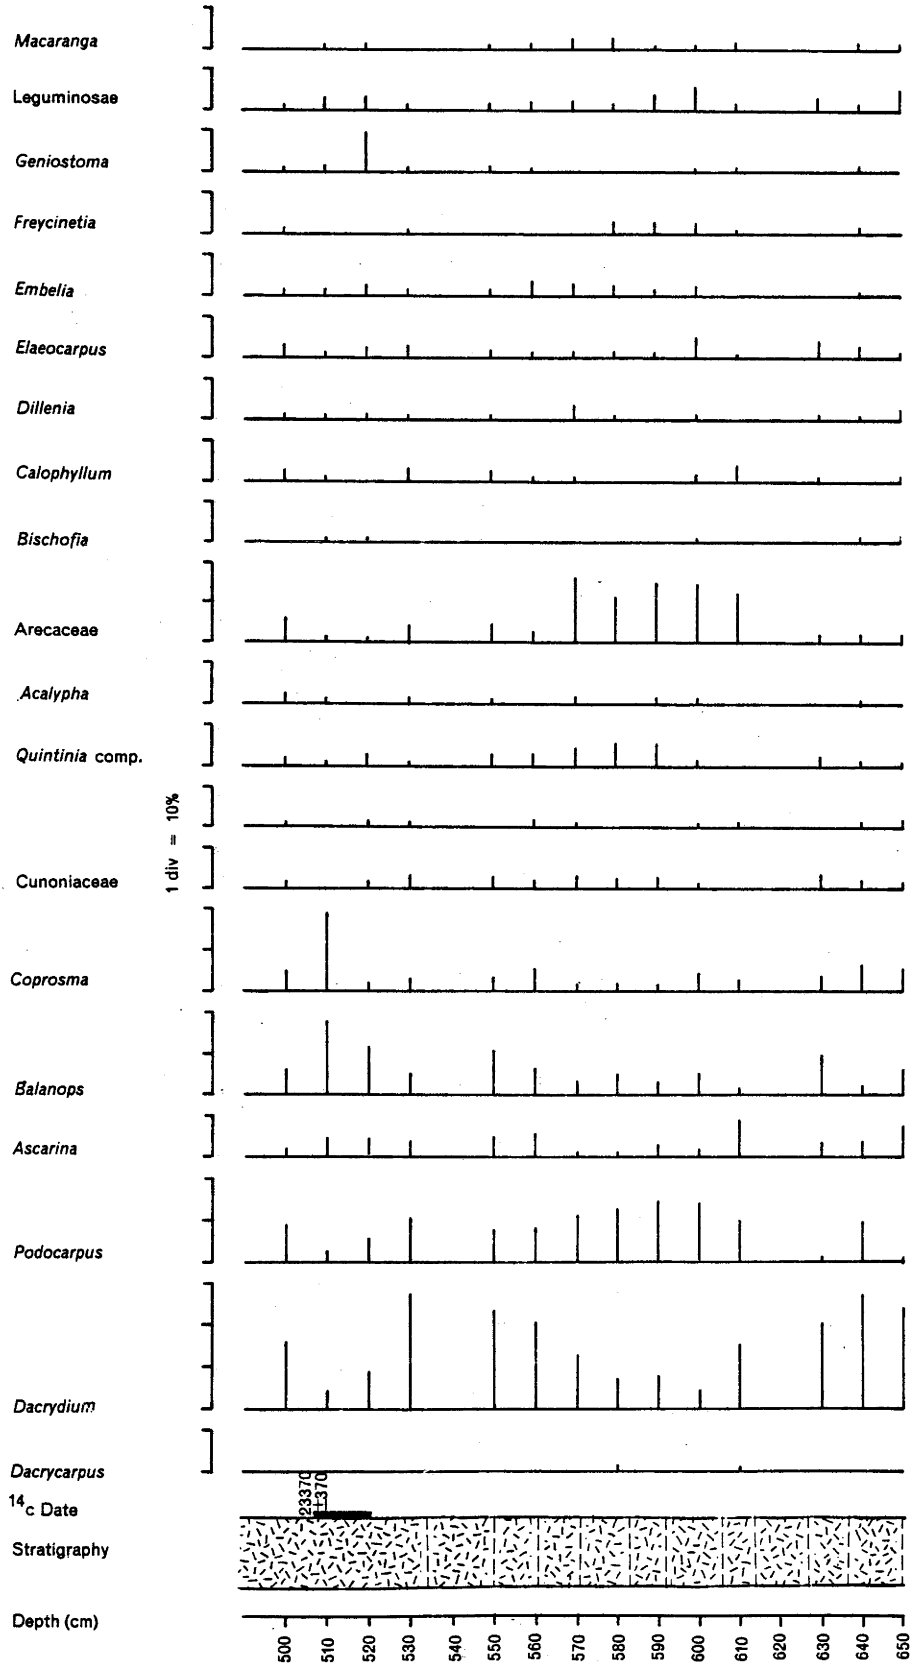 Macaranga
Leguminosae
Geniostoma
Freycinetia
Embelia
Elaeocarpus
Dillenia
Calophyllum
Bischofia
Arecaceae
Acalypha
Quintinia comp.
1 div = 10%
Cunoniaceae
Coprosma
Balanops
Ascarina
Podocarpus
Dacrydium
Dacrycarpus
23370
±370
14c Date
Stratigraphy
Depth (cm)
500 510 520 530 540 550 560 570 580 590 600 610 620 630 640 650